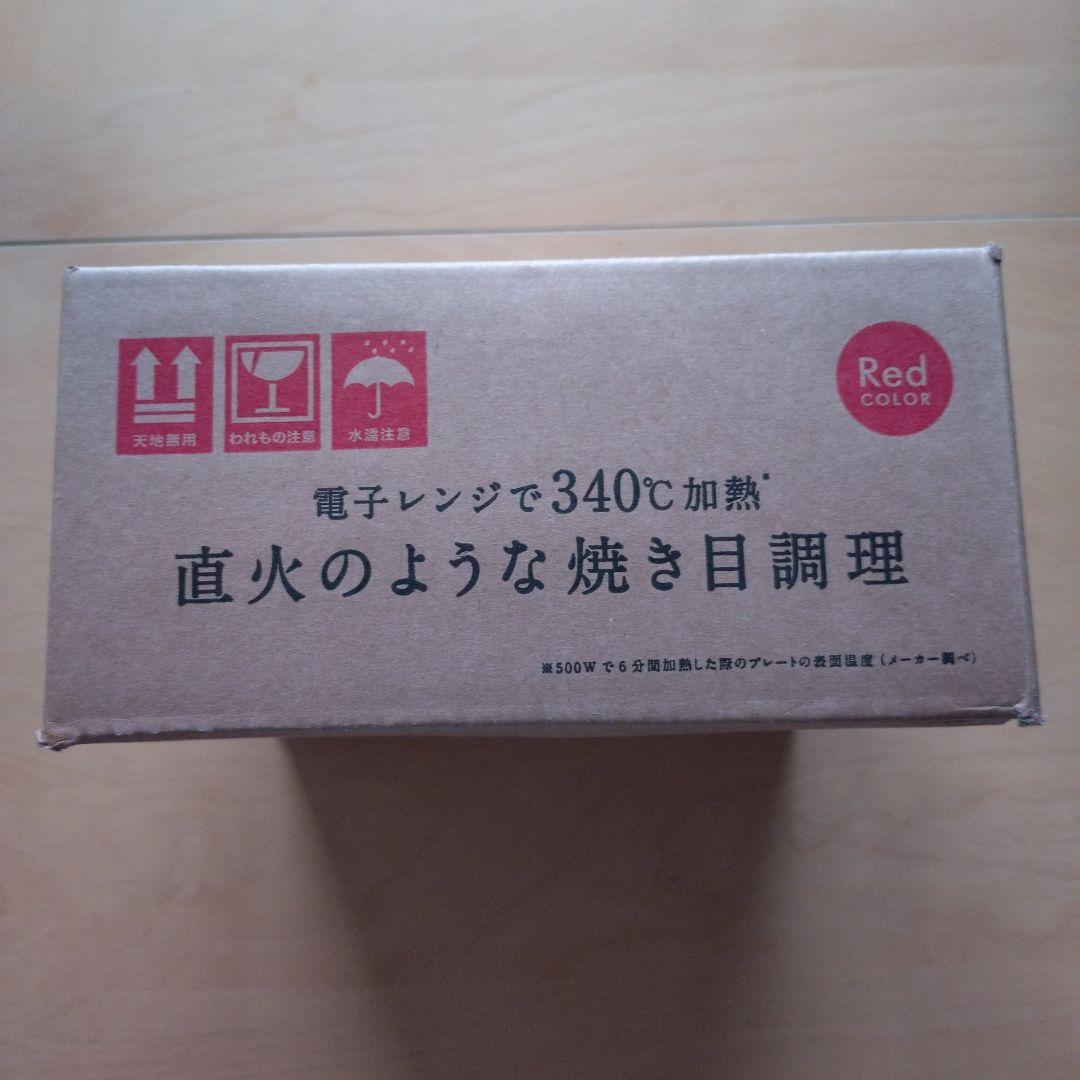 天地無用
われもの注意
水濡注意
Red
COLOR
電子レンジで340℃加熱※
直火のような焼き目調理
※500Wで6分間加熱した際のプレートの表面温度(メーカー調べ)